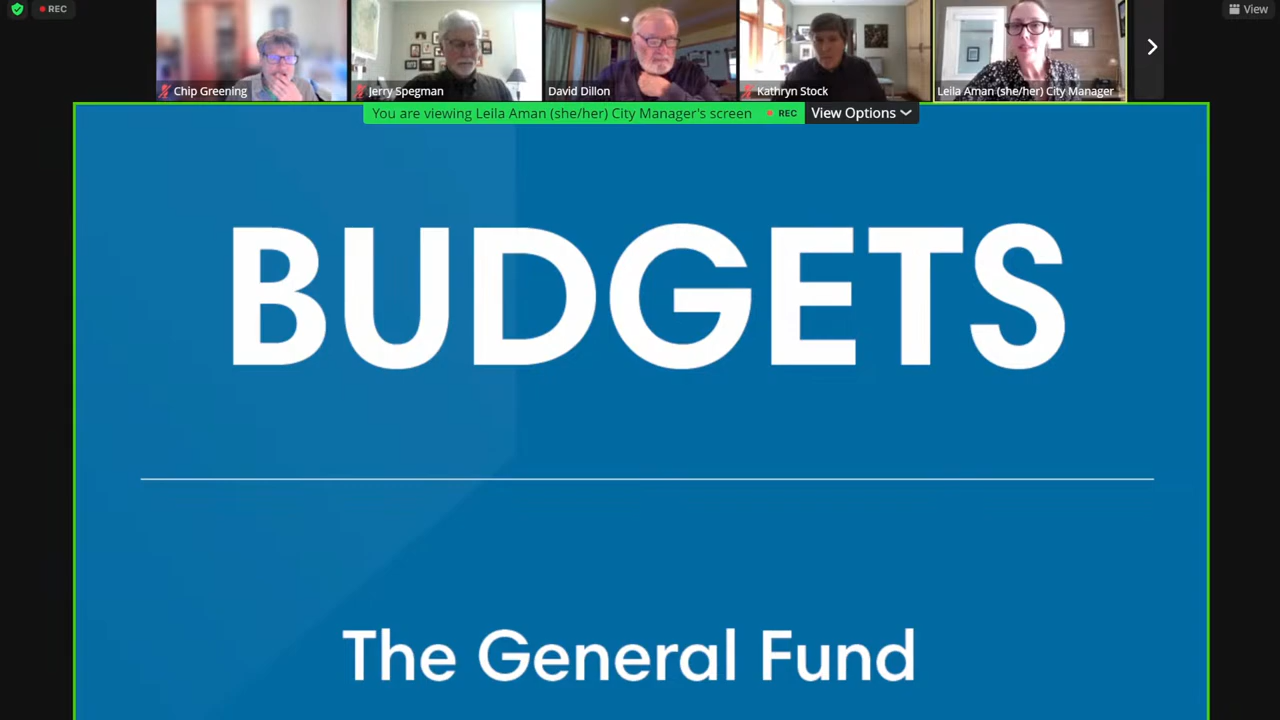 REC
View
Chip Greening
Jerry Spegman
David Dillon
Kathryn Stock
Leila Aman (she/her) City Manager
You are viewing Leila Aman (she/her) City Manager's screen
REC
View Options
BUDGETS
The General Fund